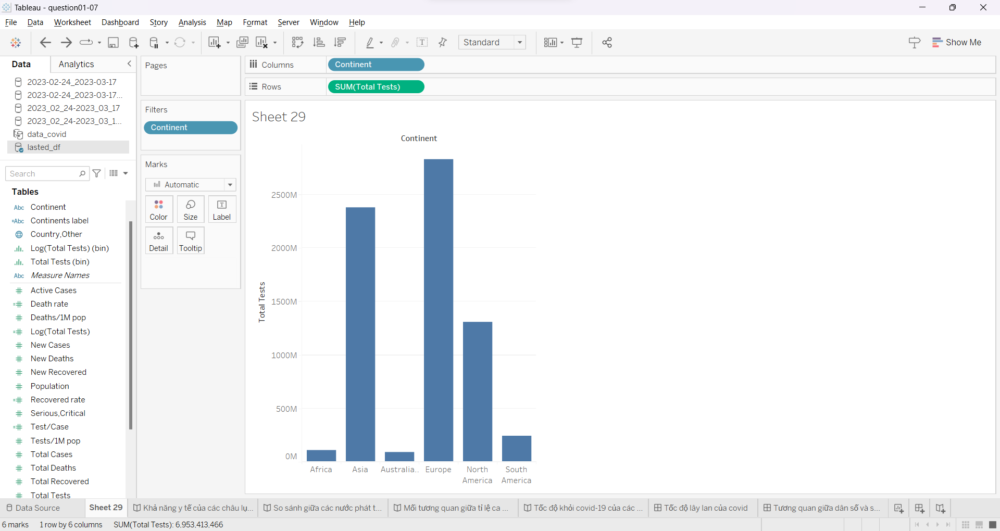 Tableau - question01-07
File Data Worksheet Dashboard Story Analysis Map Format Server Window Help
Standard
Show Me
Data
Analytics
2023-02-24_2023-03-17
2023-02-24_2023-03-17...
2023_02_24-2023_03_17
2023_02_24-2023_03_1...
data_covid
lasted_df
Search
Tables
Abc Continent
=Abc Continents label
Country,Other
Log(Total Tests) (bin)
Total Tests (bin)
Abc Measure Names
# Active Cases
=# Death rate
# Deaths/1M pop
=# Log(Total Tests)
# New Cases
# New Deaths
# New Recovered
# Population
=# Recovered rate
# Serious,Critical
=# Test/Case
# Tests/1M pop
# Total Cases
# Total Deaths
# Total Recovered
# Total Tests
Pages
Filters
Continent
Marks
Automatic
Color
Size
Label
Detail
Tooltip
Columns
Continent
Rows
SUM(Total Tests)
Sheet 29
Continent
Total Tests
2500M
2000M
1500M
1000M
500M
0M
Africa
Asia
Australia..
Europe
North America
South America
Data Source
Sheet 29
Khả năng y tế của các châu lụ...
So sánh giữa các nước phát t...
Mối tương quan giữa tỉ lệ ca ...
Tốc độ khỏi covid-19 của các ...
Tốc độ lây lan của covid
Tương quan giữa dân số và s...
6 marks
1 row by 6 columns
SUM(Total Tests): 6,953,413,466